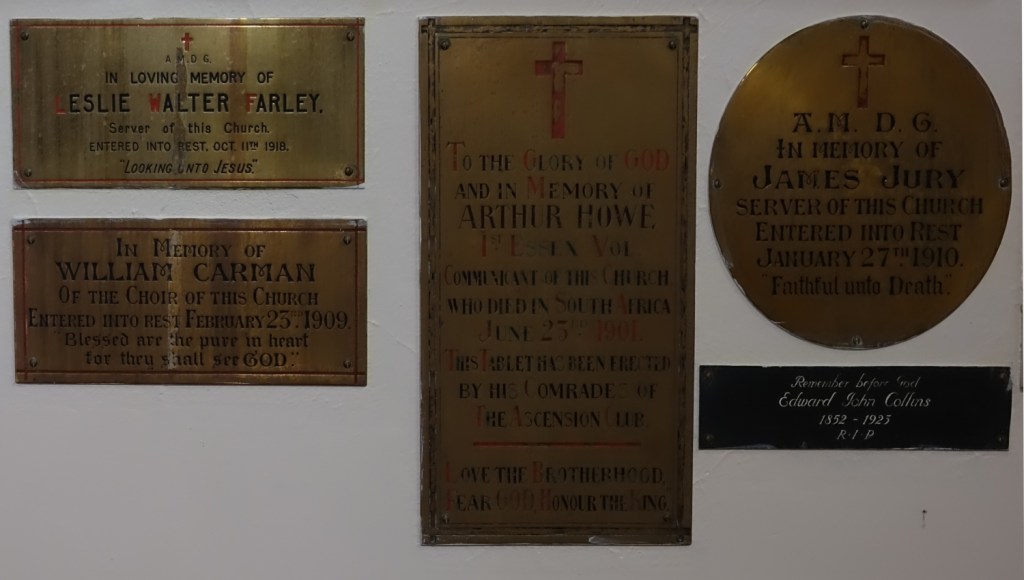 A.M.D.G.
IN LOVING MEMORY OF
LESLIE WALTER FARLEY,
Server of this Church.
ENTERED INTO REST, OCT. 11TH 1918.
"LOOKING UNTO JESUS."
IN MEMORY OF
WILLIAM CARMAN
OF THE CHOIR OF THIS CHURCH
ENTERED INTO REST FEBRUARY 23RD 1909.
"Blessed are the pure in heart
for they shall see GOD."
TO THE GLORY OF GOD
AND IN MEMORY OF
ARTHUR HOWE
1ST ESSEX VOL
COMMUNICANT OF THIS CHURCH
WHO DIED IN SOUTH AFRICA
JUNE 23RD 1901.
THIS TABLET HAS BEEN ERECTED
BY HIS COMRADES OF
THE ASCENSION CLUB.
LOVE THE BROTHERHOOD,
FEAR GOD, HONOUR THE KING.
A.M. D. G.
IN MEMORY OF
JAMES JURY
SERVER OF THIS CHURCH
ENTERED INTO REST
JANUARY 27TH 1910.
"Faithful unto Death".
Remember before God
Edward John Collins
1852 - 1923
R·I·P